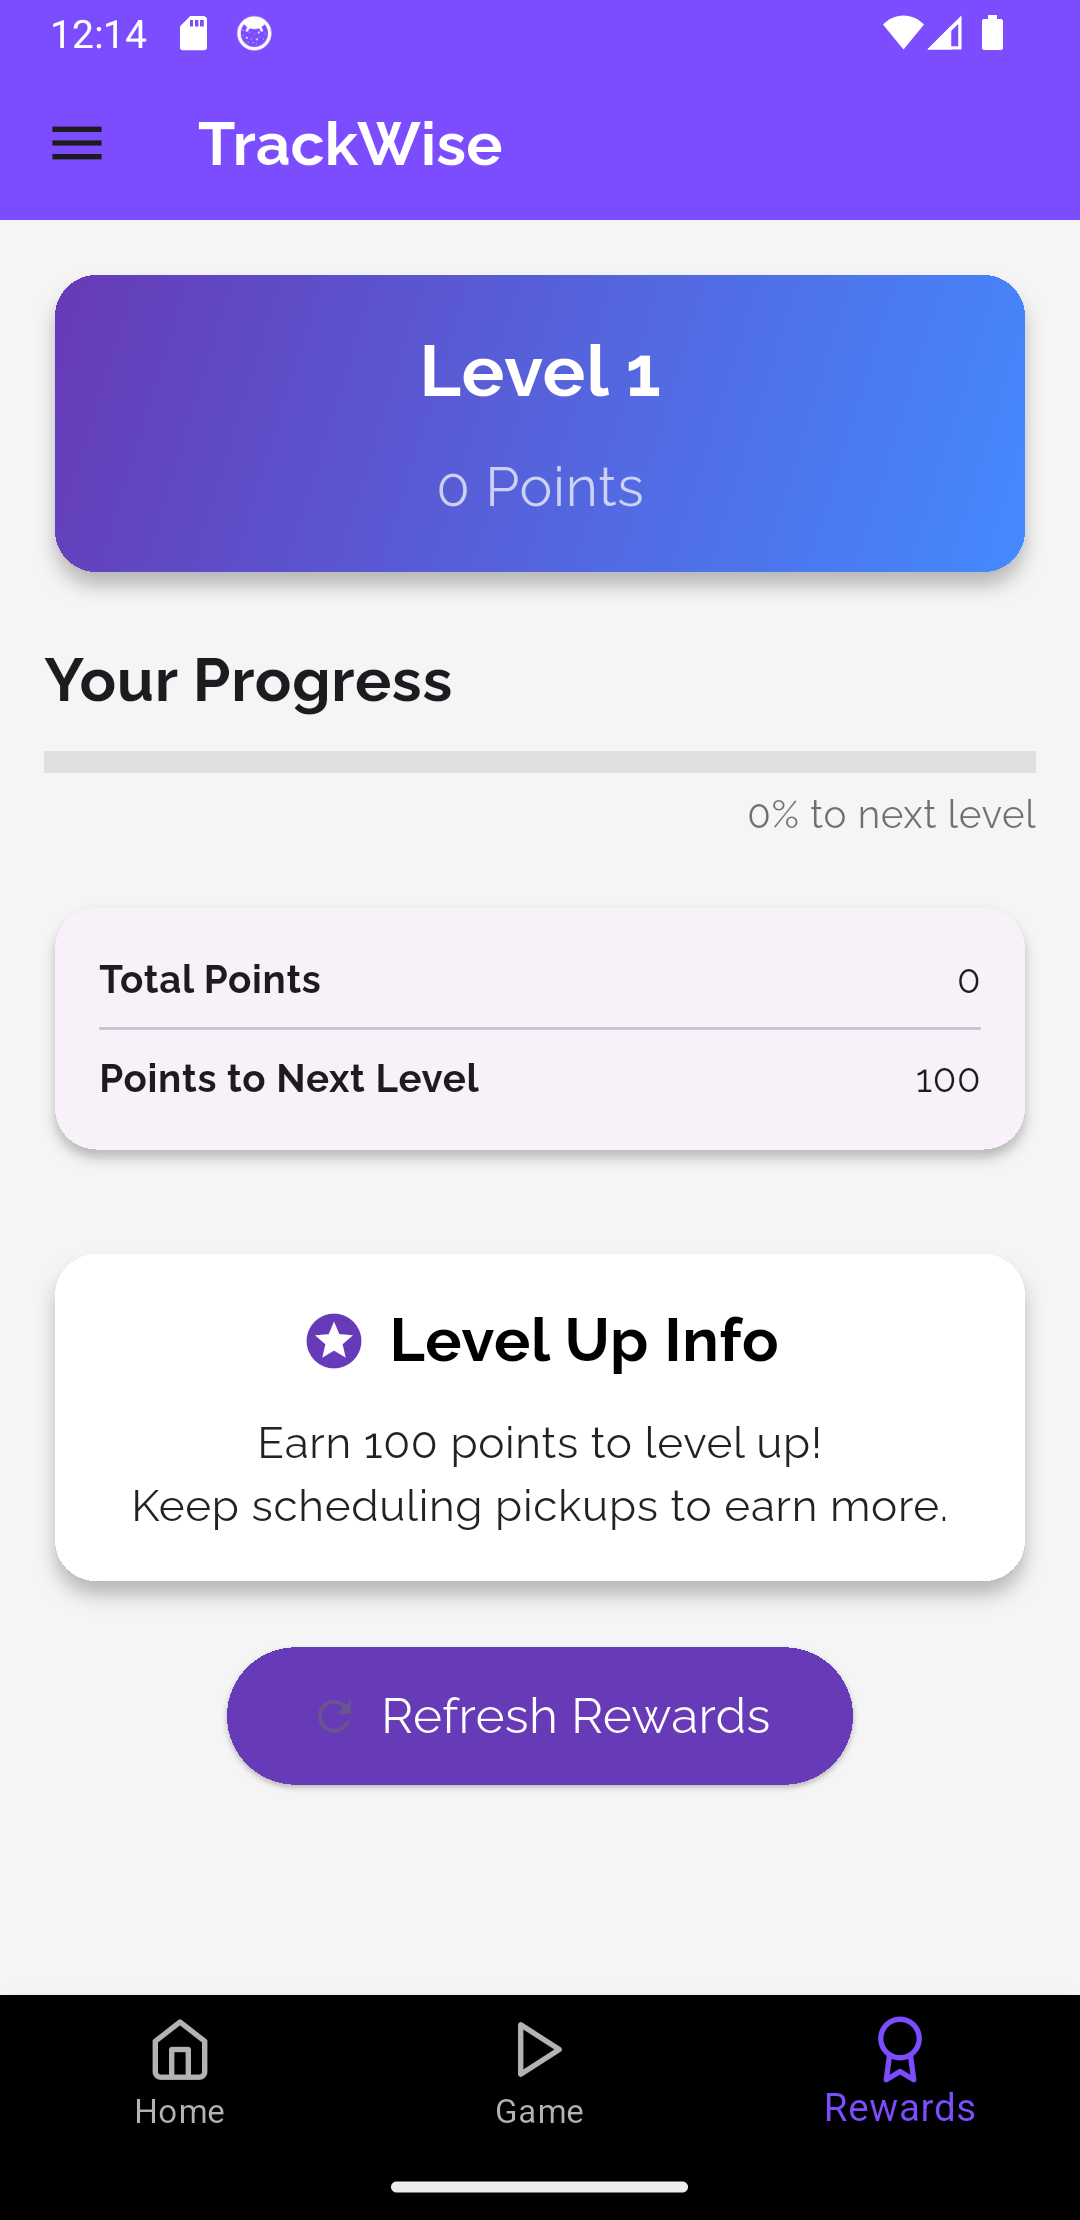 12:14
TrackWise
Level 1
0 Points
Your Progress
0% to next level
Total Points 0
Points to Next Level 100
Level Up Info
Earn 100 points to level up!
Keep scheduling pickups to earn more.
Refresh Rewards
Home Game Rewards